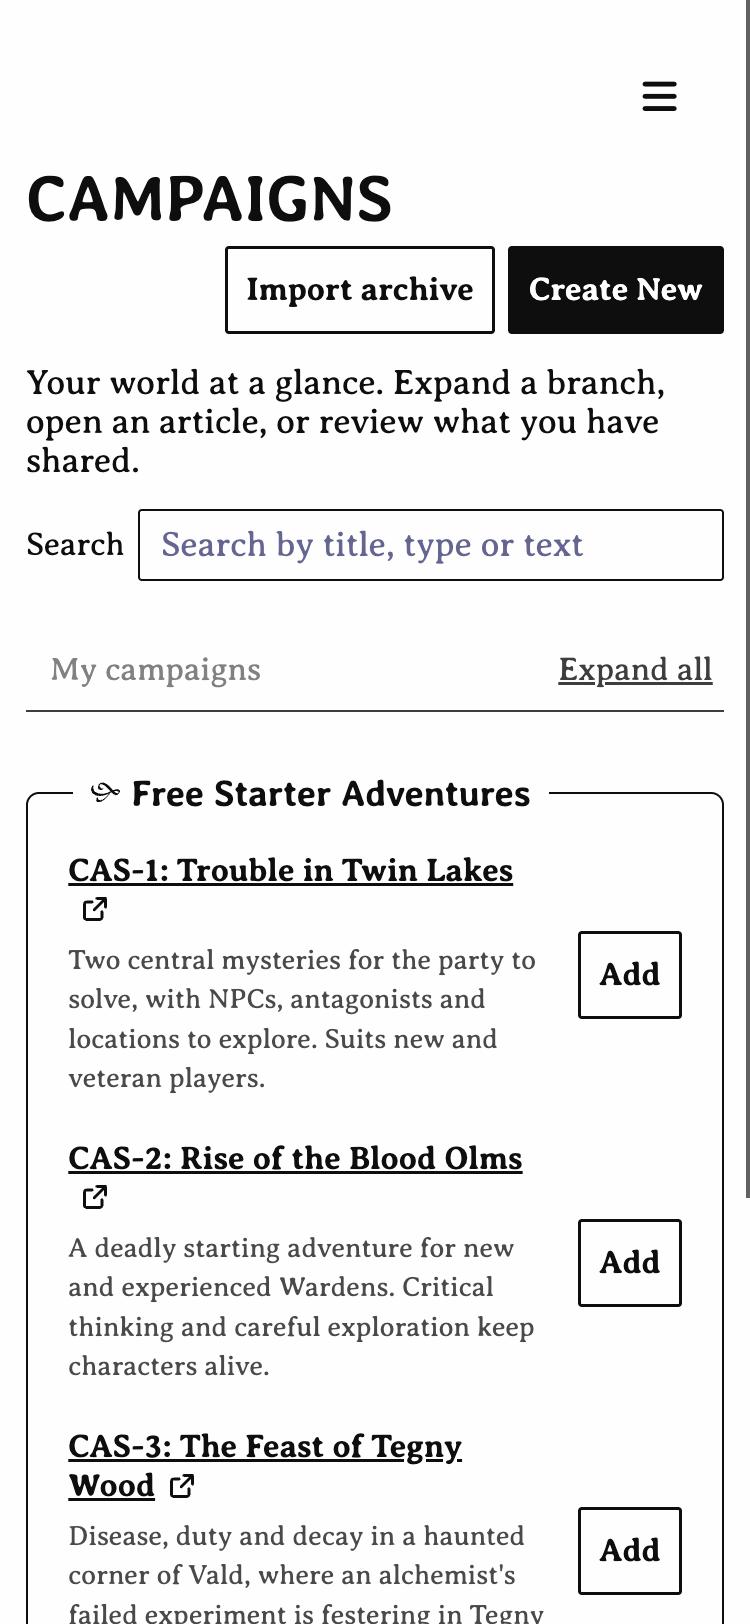 CAMPAIGNS
Import archive
Create New
Your world at a glance. Expand a branch,
open an article, or review what you have
shared.
Search
Search by title, type or text
My campaigns
Expand all
Free Starter Adventures
CAS-1: Trouble in Twin Lakes
Two central mysteries for the party to
solve, with NPCs, antagonists and
locations to explore. Suits new and
veteran players.
Add
CAS-2: Rise of the Blood Olms
A deadly starting adventure for new
and experienced Wardens. Critical
thinking and careful exploration keep
characters alive.
Add
CAS-3: The Feast of Tegny
Wood
Disease, duty and decay in a haunted
corner of Vald, where an alchemist's
failed experiment is festering in Tegny
Add